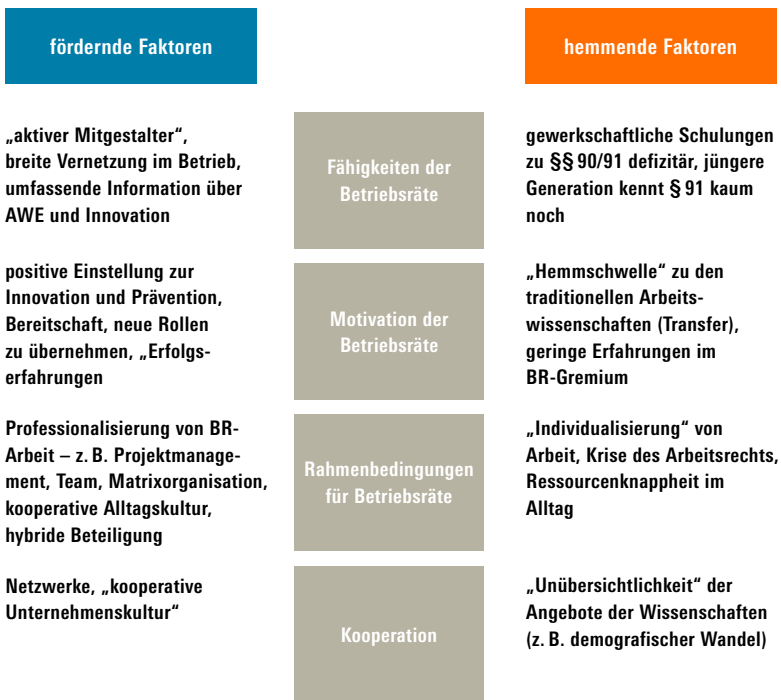 fördernde Faktoren
hemmende Faktoren
„aktiver Mitgestalter“,
breite Vernetzung im Betrieb,
umfassende Information über
AWE und Innovation
Fähigkeiten der
Betriebsräte
gewerkschaftliche Schulungen
zu §§ 90/91 defizitär, jüngere
Generation kennt § 91 kaum
noch
positive Einstellung zur
Innovation und Prävention,
Bereitschaft, neue Rollen
zu übernehmen, „Erfolgs-
erfahrungen
Motivation der
Betriebsräte
„Hemmschwelle“ zu den
traditionellen Arbeits-
wissenschaften (Transfer),
geringe Erfahrungen im
BR-Gremium
Professionalisierung von BR-
Arbeit – z. B. Projektmanage-
ment, Team, Matrixorganisation,
kooperative Alltagskultur,
hybride Beteiligung
Rahmenbedingungen
für Betriebsräte
„Individualisierung“ von
Arbeit, Krise des Arbeitsrechts,
Ressourcenknappheit im
Alltag
Netzwerke, „kooperative
Unternehmenskultur“
Kooperation
„Unübersichtlichkeit“ der
Angebote der Wissenschaften
(z. B. demografischer Wandel)